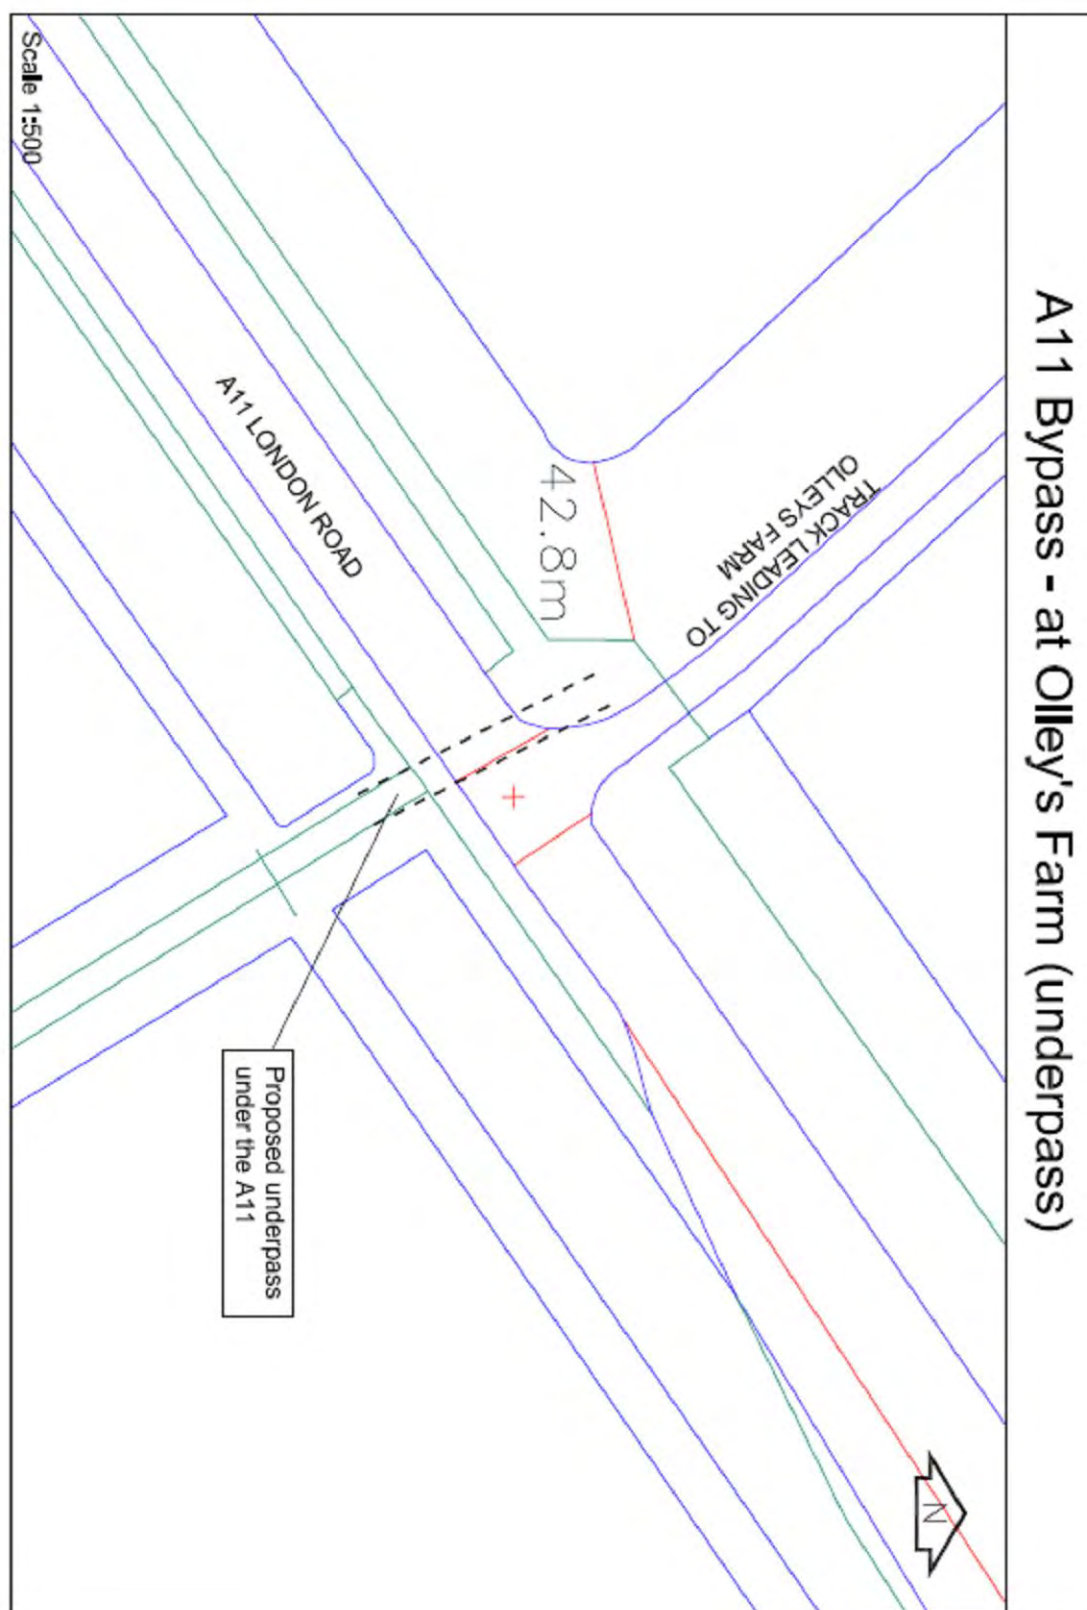 A11 Bypass - at Olley's Farm (underpass)
TRACK LEADING TO
OLLEYS FARM
42.8m
A11 LONDON ROAD
Proposed underpass
under the A11
N
Scale 1:500